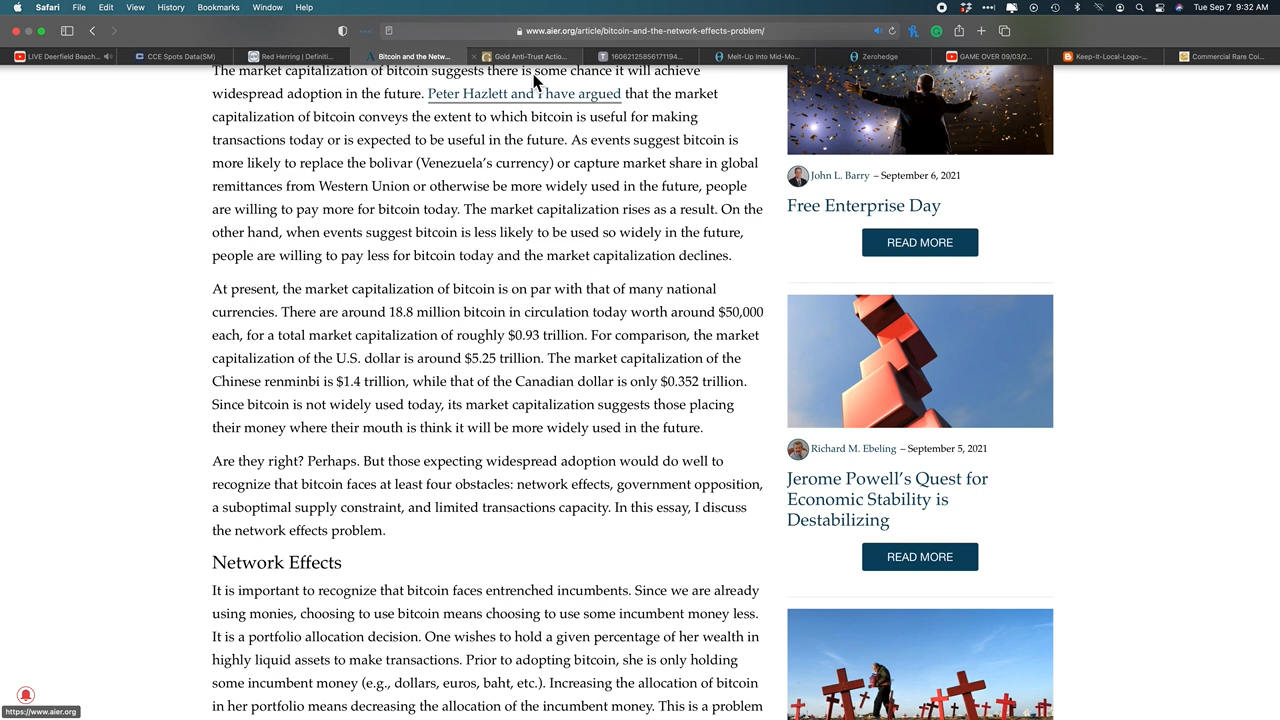 Safari File Edit View History Bookmarks Window Help
Tue Sep 7 9:32 AM
www.aier.org/article/bitcoin-and-the-network-effects-problem/
LIVE Deerfield Beach...
CCE Spots Data(SM)
Red Herring | Definiti...
Bitcoin and the Netw...
Gold Anti-Trust Actio...
16062125856171194...
Melt-Up Into Mid-Mo...
Zerohedge
GAME OVER 09/03/2...
Keep-It-Local-Logo-...
Commercial Rare Coi...
The market capitalization of bitcoin suggests there is some chance it will achieve
widespread adoption in the future. Peter Hazlett and I have argued that the market
capitalization of bitcoin conveys the extent to which bitcoin is useful for making
transactions today or is expected to be useful in the future. As events suggest bitcoin is
more likely to replace the bolivar (Venezuela's currency) or capture market share in global
remittances from Western Union or otherwise be more widely used in the future, people
are willing to pay more for bitcoin today. The market capitalization rises as a result. On the
other hand, when events suggest bitcoin is less likely to be used so widely in the future,
people are willing to pay less for bitcoin today and the market capitalization declines.
At present, the market capitalization of bitcoin is on par with that of many national
currencies. There are around 18.8 million bitcoin in circulation today worth around $50,000
each, for a total market capitalization of roughly $0.93 trillion. For comparison, the market
capitalization of the U.S. dollar is around $5.25 trillion. The market capitalization of the
Chinese renminbi is $1.4 trillion, while that of the Canadian dollar is only $0.352 trillion.
Since bitcoin is not widely used today, its market capitalization suggests those placing
their money where their mouth is think it will be more widely used in the future.
Are they right? Perhaps. But those expecting widespread adoption would do well to
recognize that bitcoin faces at least four obstacles: network effects, government opposition,
a suboptimal supply constraint, and limited transactions capacity. In this essay, I discuss
the network effects problem.
Network Effects
It is important to recognize that bitcoin faces entrenched incumbents. Since we are already
using monies, choosing to use bitcoin means choosing to use some incumbent money less.
It is a portfolio allocation decision. One wishes to hold a given percentage of her wealth in
highly liquid assets to make transactions. Prior to adopting bitcoin, she is only holding
some incumbent money (e.g., dollars, euros, baht, etc.). Increasing the allocation of bitcoin
in her portfolio means decreasing the allocation of the incumbent money. This is a problem
John L. Barry – September 6, 2021
Free Enterprise Day
READ MORE
Richard M. Ebeling – September 5, 2021
Jerome Powell's Quest for
Economic Stability is
Destabilizing
READ MORE
https://www.aier.org